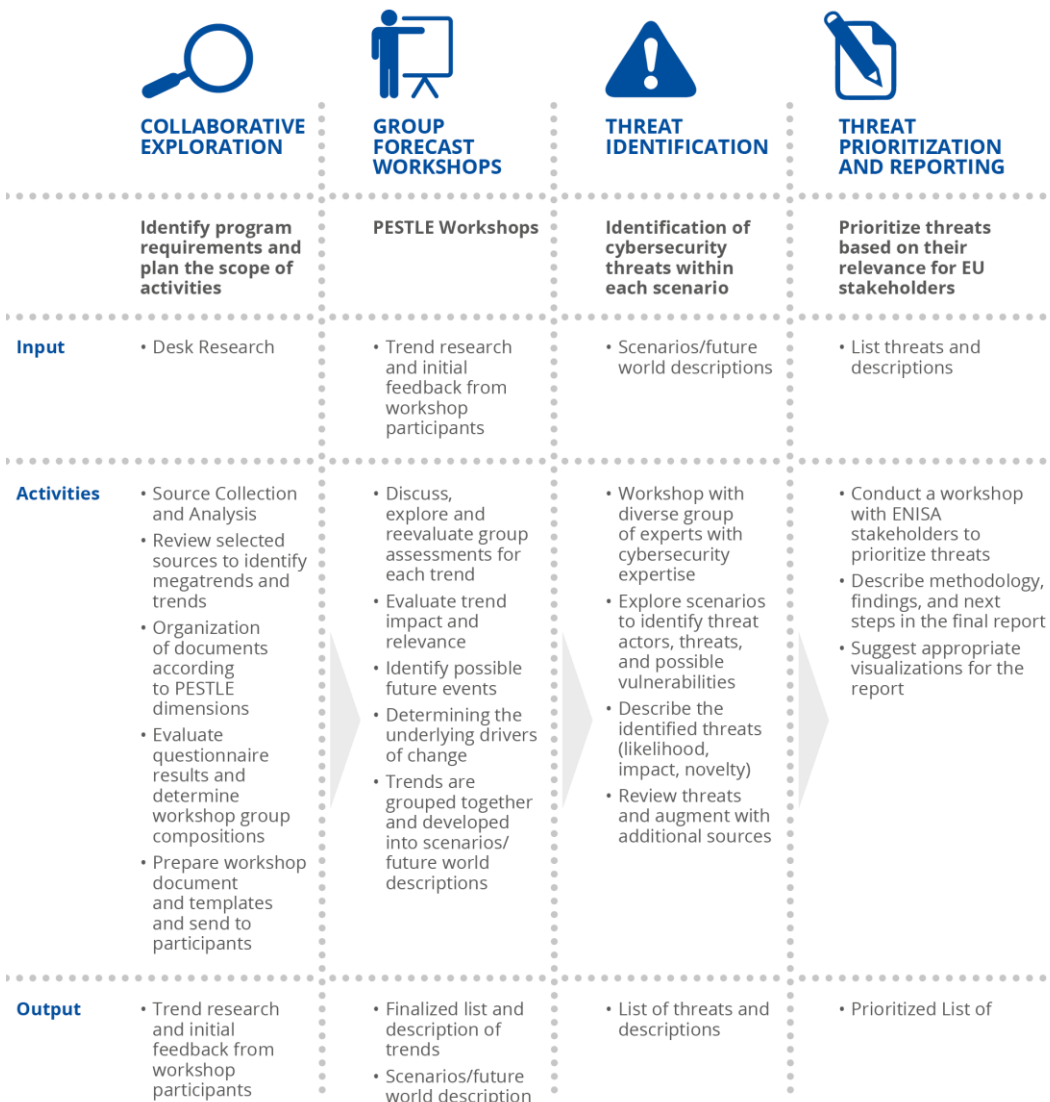 COLLABORATIVE
EXPLORATION
GROUP
FORECAST
WORKSHOPS
THREAT
IDENTIFICATION
THREAT
PRIORITIZATION
AND REPORTING
Identify program
requirements and
plan the scope of
activities
PESTLE Workshops
Identification of
cybersecurity
threats within
each scenario
Prioritize threats
based on their
relevance for EU
stakeholders
Input
• Desk Research
• Trend research
and initial
feedback from
workshop
participants
• Scenarios/future
world descriptions
• List threats and
descriptions
Activities
• Source Collection
and Analysis
• Review selected
sources to identify
megatrends and
trends
• Organization
of documents
according
to PESTLE
dimensions
• Evaluate
questionnaire
results and
determine
workshop group
compositions
• Prepare workshop
document
and templates
and send to
participants
• Discuss,
explore and
reevaluate group
assessments for
each trend
• Evaluate trend
impact and
relevance
• Identify possible
future events
• Determining the
underlying drivers
of change
• Trends are
grouped together
and developed
into scenarios/
future world
descriptions
• Workshop with
diverse group
of experts with
cybersecurity
expertise
• Explore scenarios
to identify threat
actors, threats,
and possible
vulnerabilities
• Describe the
identified threats
(likelihood,
impact, novelty)
• Review threats
and augment with
additional sources
• Conduct a workshop
with ENISA
stakeholders to
prioritize threats
• Describe methodology,
findings, and next
steps in the final report
• Suggest appropriate
visualizations for the
report
Output
• Trend research
and initial
feedback from
workshop
participants
• Finalized list and
description of
trends
• Scenarios/future
world description
• List of threats and
descriptions
• Prioritized List of